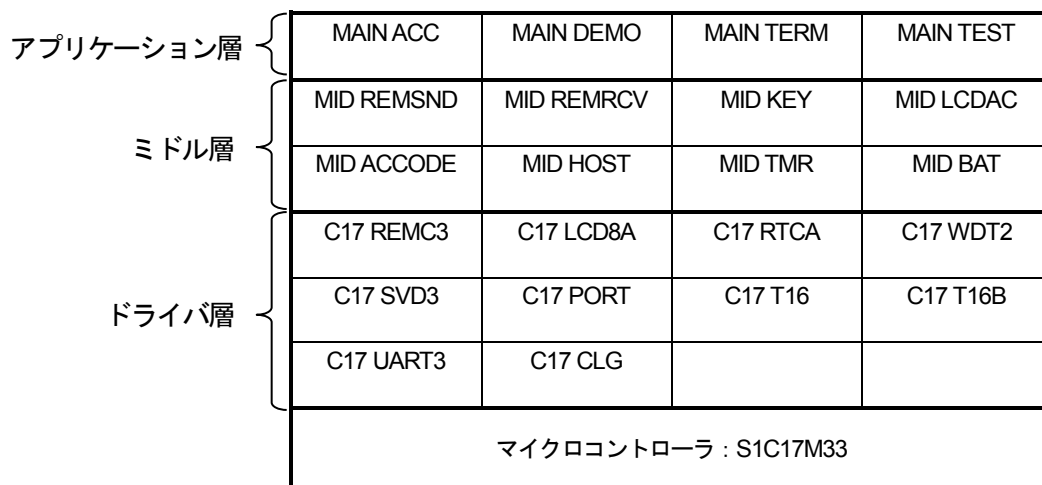 アプリケーション層
MAIN ACC
MAIN DEMO
MAIN TERM
MAIN TEST
ミドル層
MID REMSND
MID REMRCV
MID KEY
MID LCDAC
MID ACCODE
MID HOST
MID TMR
MID BAT
ドライバ層
C17 REMC3
C17 LCD8A
C17 RTCA
C17 WDT2
C17 SVD3
C17 PORT
C17 T16
C17 T16B
C17 UART3
C17 CLG
マイクロコントローラ：S1C17M33